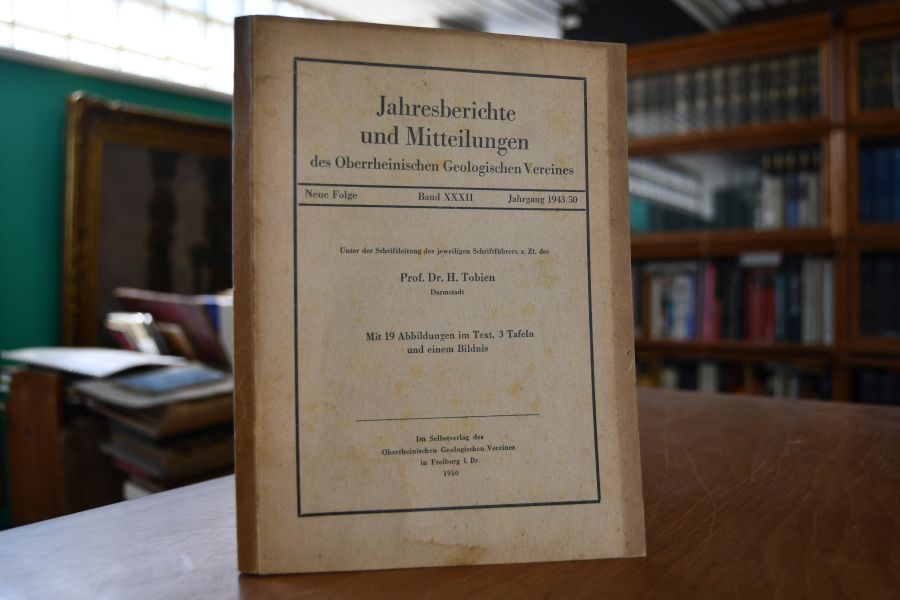 Jahresberichte
und Mitteilungen
des Oberrheinischen Geologischen Vereines
Neue Folge Band XXXII Jahrgang 1943/50
Unter der Schriftleitung des jeweiligen Schriftführers, z. Zt. des
Prof. Dr. H. Tobien
Darmstadt
Mit 19 Abbildungen im Text, 3 Tafeln
und einem Bildnis
Im Selbstverlag des
Oberrheinischen Geologischen Vereines
in Freiburg i. Br.
1950